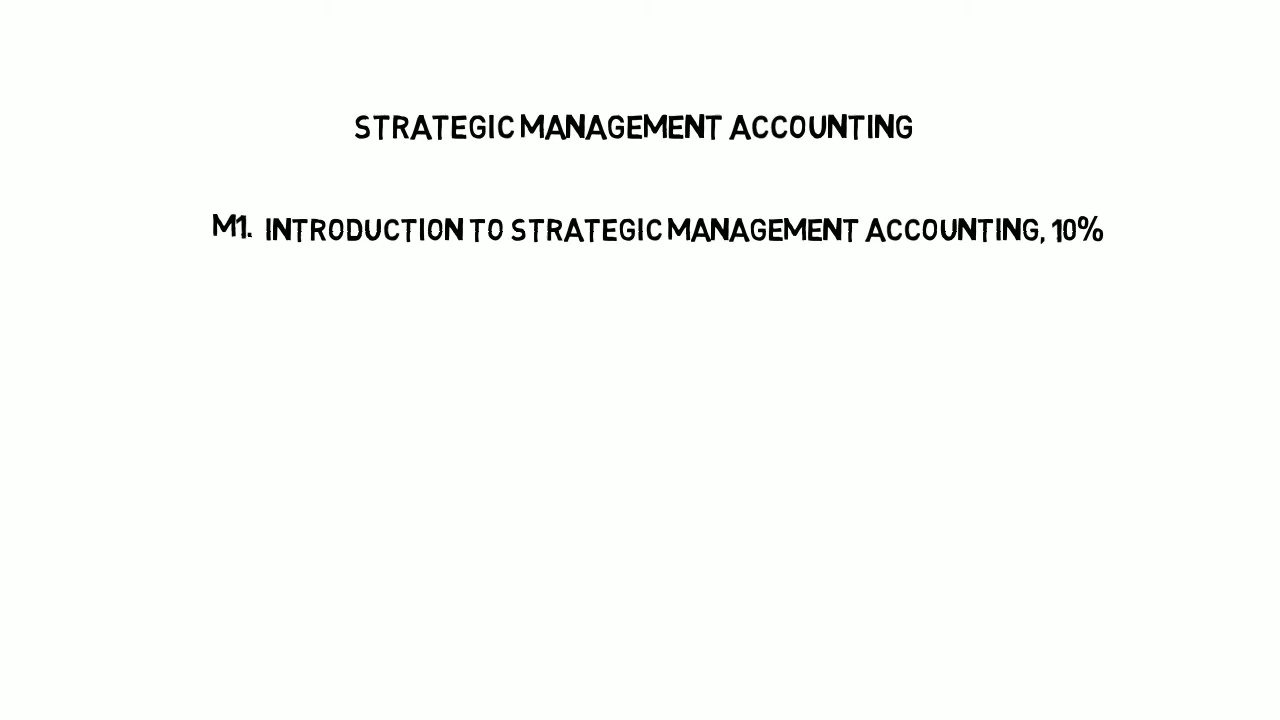 STRATEGIC MANAGEMENT ACCOUNTING
M1. INTRODUCTION TO STRATEGIC MANAGEMENT ACCOUNTING, 10%